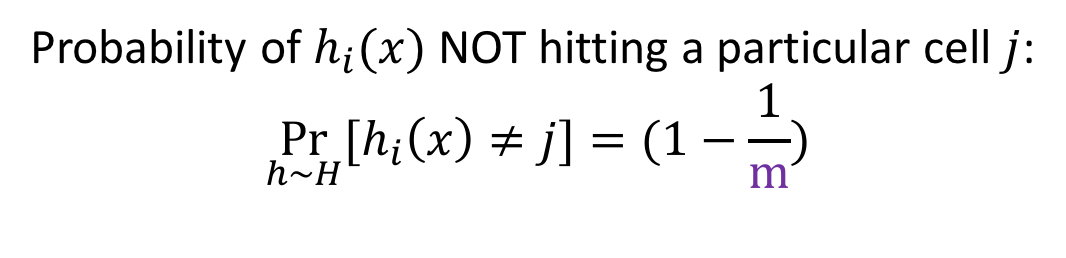 Probability of hᵢ(x) NOT hitting a particular cell j:
Pr_{h~H} [hᵢ(x) ≠ j] = (1 − 1/m)